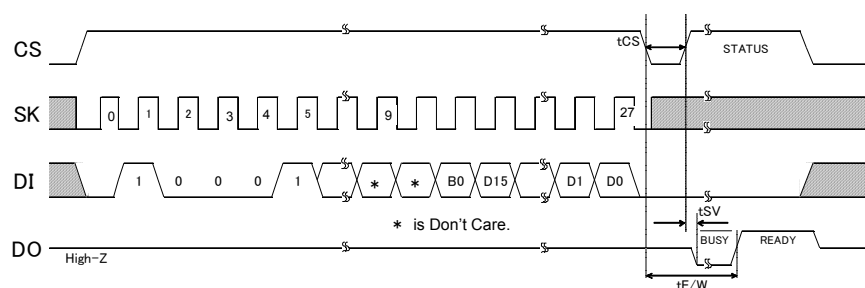 CS
tCS
STATUS
SK
0 1 2 3 4 5 9 27
DI
1 0 0 0 1 * * B0 D15 D1 D0
* is Don't Care.
tSV
DO
High-Z
BUSY
READY
tE/W